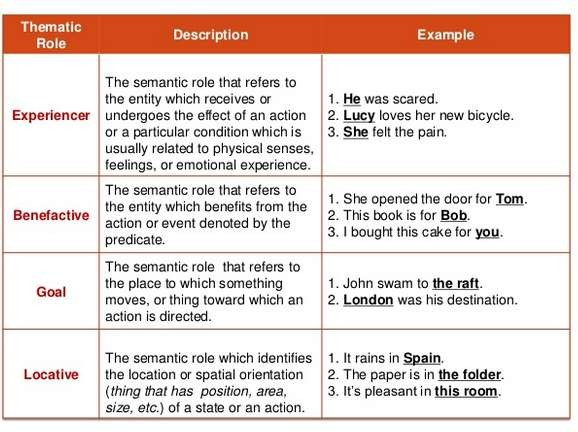 Thematic Role
Description
Example
Experiencer
The semantic role that refers to
the entity which receives or
undergoes the effect of an action
or a particular condition which is
usually related to physical senses,
feelings, or emotional experience.
1. He was scared.
2. Lucy loves her new bicycle.
3. She felt the pain.
Benefactive
The semantic role that refers to
the entity which benefits from the
action or event denoted by the
predicate.
1. She opened the door for Tom.
2. This book is for Bob.
3. I bought this cake for you.
Goal
The semantic role that refers to
the place to which something
moves, or thing toward which an
action is directed.
1. John swam to the raft.
2. London was his destination.
Locative
The semantic role which identifies
the location or spatial orientation
(thing that has position, area,
size, etc.) of a state or an action.
1. It rains in Spain.
2. The paper is in the folder.
3. It's pleasant in this room.